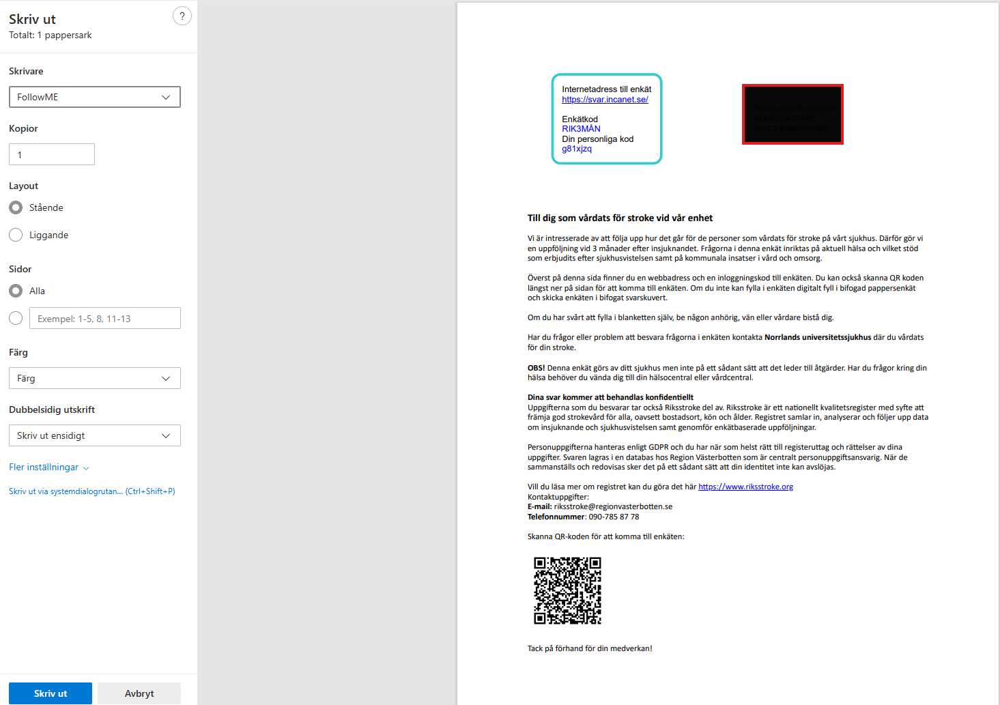 Skriv ut
?
Totalt: 1 pappersark
Skrivare
FollowME
Kopior
1
Layout
Stående
Liggande
Sidor
Alla
Exempel: 1-5, 8, 11-13
Färg
Färg
Dubbelsidig utskrift
Skriv ut ensidigt
Fler inställningar
Skriv ut via systemdialogrutan... (Ctrl+Shift+P)
Skriv ut
Avbryt
Internetadress till enkät
https://svar.incanet.se/
Enkätkod
RIK3MÅN
Din personliga kod
g81xjzq
Till dig som vårdats för stroke vid vår enhet
Vi är intresserade av att följa upp hur det går för de personer som vårdats för stroke på vårt sjukhus. Därför gör vi
en uppföljning vid 3 månader efter insjuknandet. Frågorna i denna enkät inriktas på aktuell hälsa och vilket stöd
som erbjudits efter sjukhusvistelsen samt på kommunala insatser i vård och omsorg.
Överst på denna sida finner du en webbadress och en inloggningskod till enkäten. Du kan också skanna QR koden
längst ner på sidan för att komma till enkäten. Om du inte kan fylla i enkäten digitalt fyll i bifogad pappersenkät
och skicka enkäten i bifogat svarskuvert.
Om du har svårt att fylla i blanketten själv, be någon anhörig, vän eller vårdare bistå dig.
Har du frågor eller problem att besvara frågorna i enkäten kontakta Norrlands universitetssjukhus där du vårdats
för din stroke.
OBS! Denna enkät görs av ditt sjukhus men inte på ett sådant sätt att det leder till åtgärder. Har du frågor kring din
hälsa behöver du vända dig till din hälsocentral eller vårdcentral.
Dina svar kommer att behandlas konfidentiellt
Uppgifterna som du besvarar tar också Riksstroke del av. Riksstroke är ett nationellt kvalitetsregister med syfte att
främja god strokevård för alla, oavsett bostadsort, kön och ålder. Registret samlar in, analyserar och följer upp data
om insjuknande och sjukhusvistelsen samt genomför enkätbaserade uppföljningar.
Personuppgifterna hanteras enligt GDPR och du har när som helst rätt till registeruttag och rättelser av dina
uppgifter. Svaren lagras i en databas hos Region Västerbotten som är centralt personuppgiftsansvarig. När de
sammanställs och redovisas sker det på ett sådant sätt att din identitet inte kan avslöjas.
Vill du läsa mer om registret kan du göra det här https://www.riksstroke.org
Kontaktuppgifter:
E-mail: riksstroke@regionvasterbotten.se
Telefonnummer: 090-785 87 78
Skanna QR-koden för att komma till enkäten:
Tack på förhand för din medverkan!